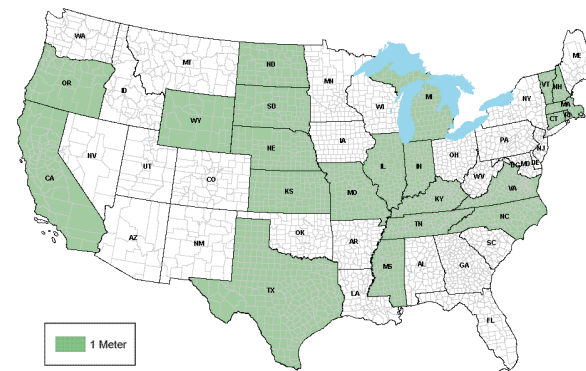 WA
MT
ND
MN
ME
OR
ID
SD
WI
MI
VT
NH
NY
MA
CT
RI
WY
IA
NE
PA
NJ
NV
UT
CO
IL
IN
OH
MD
DE
DC
WV
VA
CA
KS
MO
KY
NC
TN
AZ
NM
OK
AR
SC
MS
AL
GA
TX
LA
FL
1 Meter